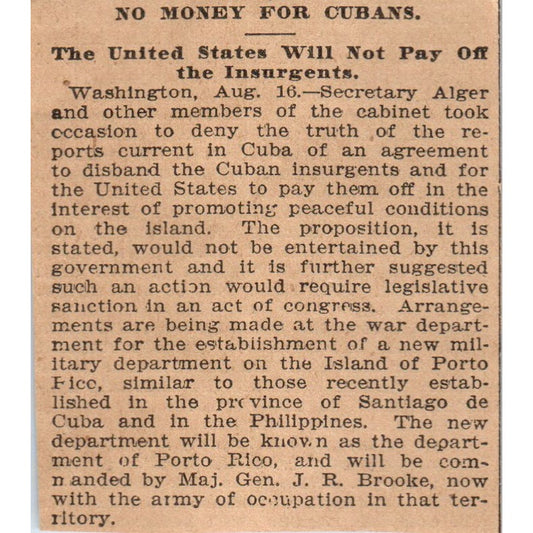 NO MONEY FOR CUBANS.
The United States Will Not Pay Off
the Insurgents.
Washington, Aug. 16.—Secretary Alger
and other members of the cabinet took
occasion to deny the truth of the re-
ports current in Cuba of an agreement
to disband the Cuban insurgents and for
the United States to pay them off in the
interest of promoting peaceful conditions
on the island. The proposition, it is
stated, would not be entertained by this
government and it is further suggested
such an action would require legislative
sanction in an act of congress. Arrange-
ments are being made at the war depart-
ment for the establishment of a new mil-
itary department on the Island of Porto
Rico, similar to those recently estab-
lished in the province of Santiago de
Cuba and in the Philippines. The new
department will be known as the depart-
ment of Porto Rico, and will be com-
manded by Maj. Gen. J. R. Brooke, now
with the army of occupation in that ter-
ritory.